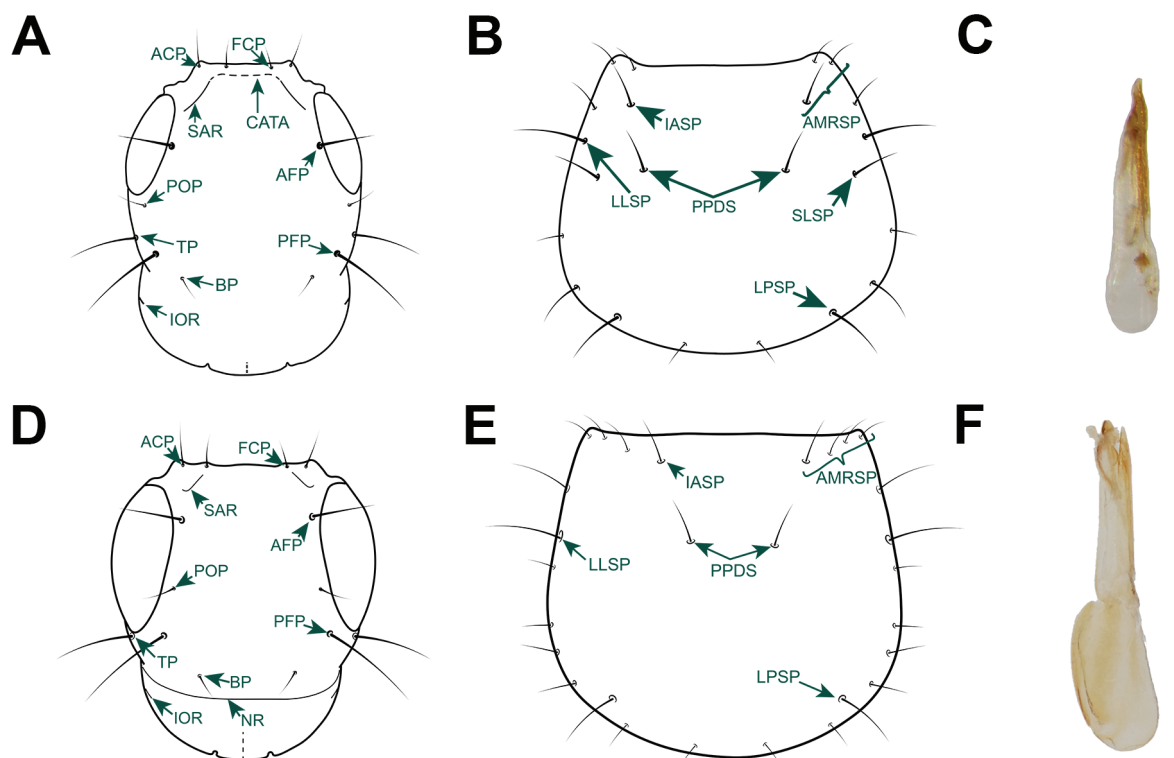 A
ACP
FCP
SAR
CATA
AFP
POP
TP
PFP
BP
IOR
B
IASP
AMRSP
LLSP
PPDS
SLSP
LPSP
C
D
ACP
FCP
SAR
AFP
POP
PFP
TP
BP
IOR
NR
E
IASP
AMRSP
LLSP
PPDS
LPSP
F